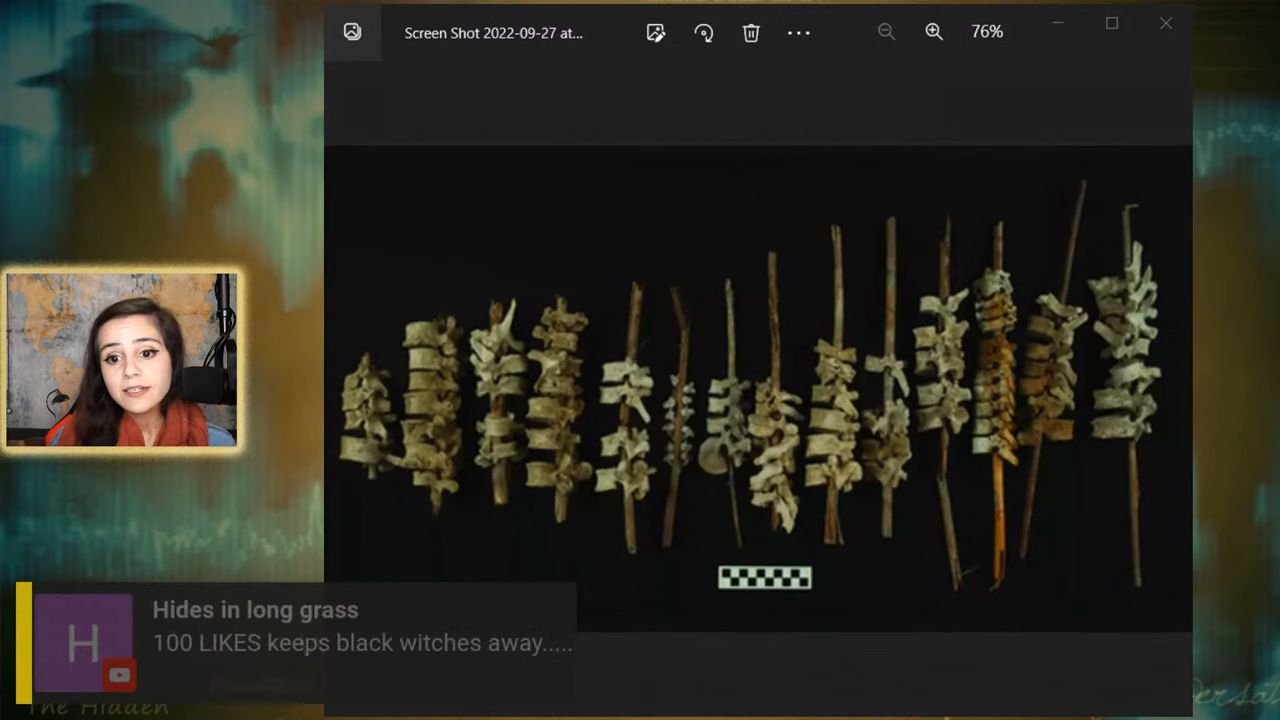 Screen Shot 2022-09-27 at...
76%
H
Hides in long grass
100 LIKES keeps black witches away.....
The Hidden
ersat